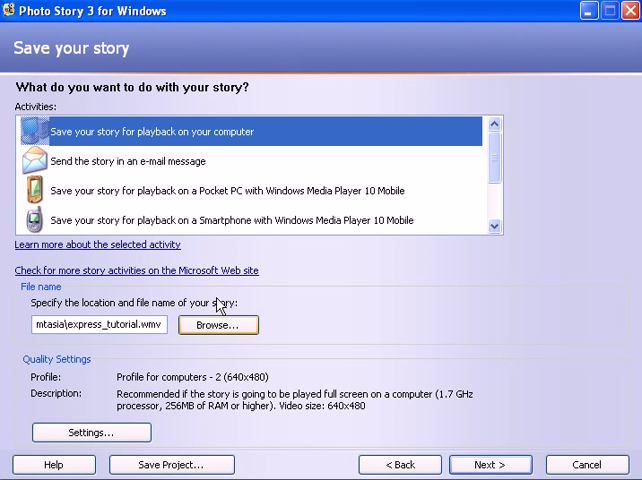 Photo Story 3 for Windows
Save your story
What do you want to do with your story?
Activities:
Save your story for playback on your computer
Send the story in an e-mail message
Save your story for playback on a Pocket PC with Windows Media Player 10 Mobile
Save your story for playback on a Smartphone with Windows Media Player 10 Mobile
Learn more about the selected activity
Check for more story activities on the Microsoft Web site
File name
Specify the location and file name of your story:
mtasia\express_tutorial.wmv Browse...
Quality Settings
Profile: Profile for computers - 2 (640x480)
Description: Recommended if the story is going to be played full screen on a computer (1.7 GHz
processor, 256MB of RAM or higher). Video size: 640x480
Settings...
Help Save Project... < Back Next > Cancel